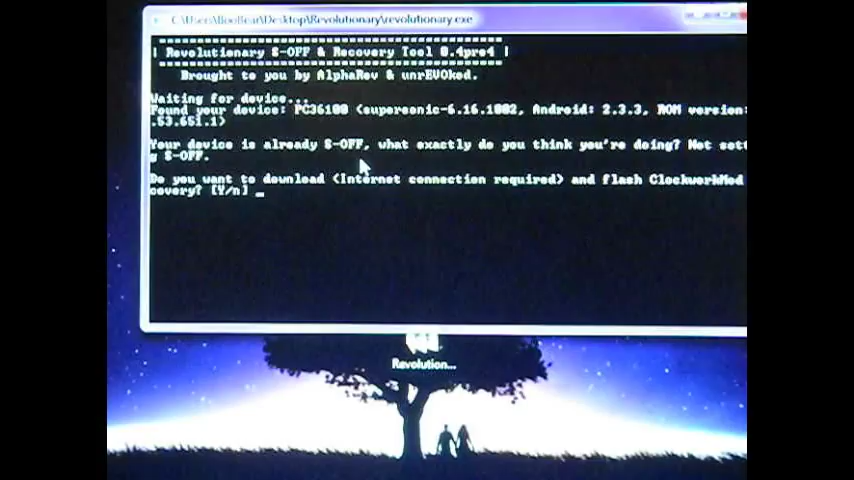 C:\Users\BooBear\Desktop\Revolutionary\revolutionary.exe
| Revolutionary S-OFF & Recovery Tool 0.4pre4 |
Brought to you by AlphaRev & unrEVOked.
Waiting for device...
Found your device: PC36100 (supersonic-6.16.1002, Android: 2.3.3, ROM version:
.53.651.1)
Your device is already S-OFF, what exactly do you think you're doing? Not sett
g S-OFF.
Do you want to download (Internet connection required) and flash ClockworkMod
covery? [Y/n] _
Revolution...